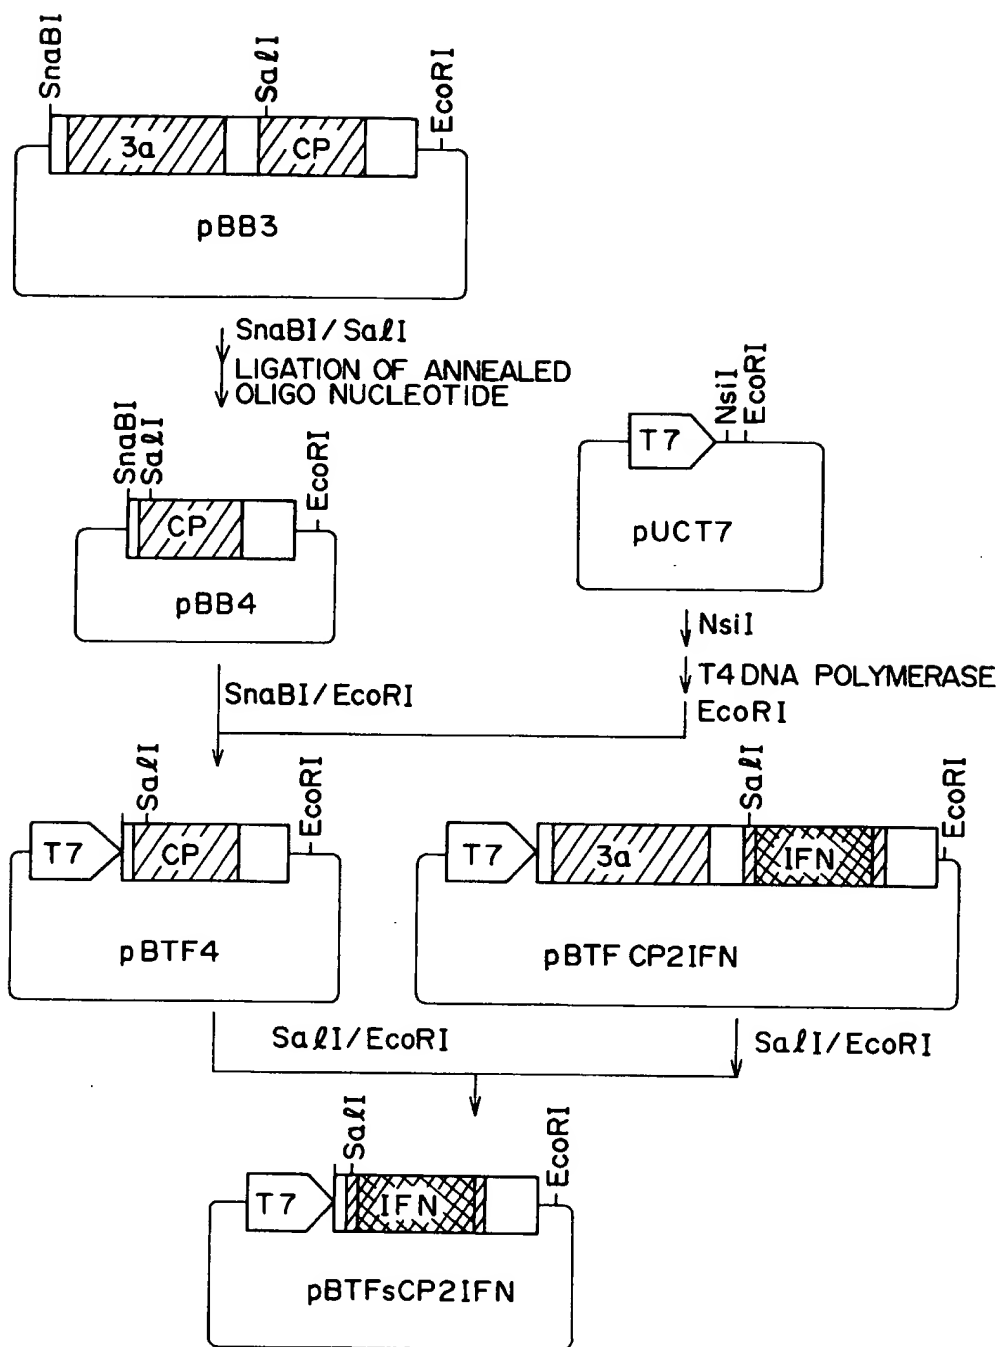 SnaBI
SalI
EcoRI
3a
CP
pBB3
SnaBI/SalI
LIGATION OF ANNEALED
OLIGO NUCLEOTIDE
SnaBI
SalI
EcoRI
CP
pBB4
NsiI
EcoRI
T7
pUCT7
NsiI
T4 DNA POLYMERASE
EcoRI
SnaBI/EcoRI
SalI
EcoRI
T7
CP
pBTF4
SalI
EcoRI
T7
3a
IFN
pBTF CP2IFN
SalI/EcoRI
SalI/EcoRI
SalI
EcoRI
T7
IFN
pBTFsCP2IFN